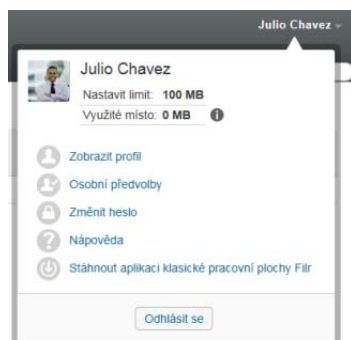 Julio Chavez
Julio Chavez
Nastavit limit: 100 MB
Využité místo: 0 MB
Zobrazit profil
Osobní předvolby
Změnit heslo
Nápověda
Stáhnout aplikaci klasické pracovní plochy Filr
Odhlásit se